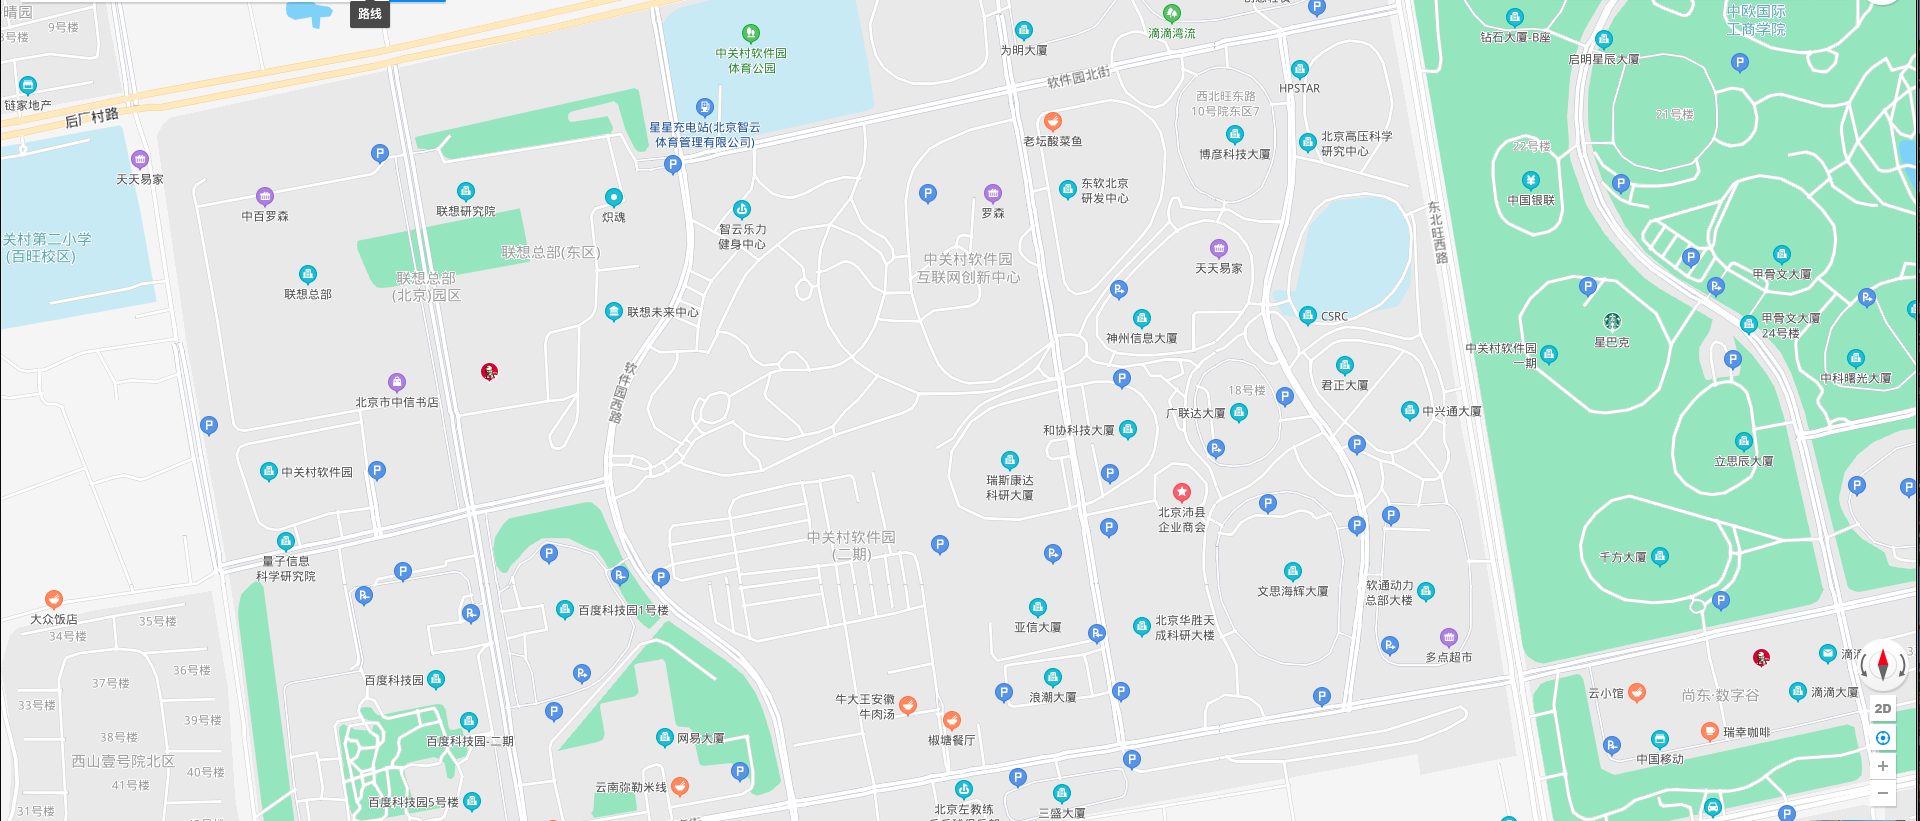 晴园
9号楼
3号楼
路线
链家地产
后厂村路
天天易家
关村第二小学
(百旺校区)
中关村软件园
体育公园
星星充电站(北京智云
体育管理有限公司)
为明大厦
滴滴湾流
软件园北街
HPSTAR
西北旺东路
10号院东区7
博彦科技大厦
北京高压科学
研究中心
老坛酸菜鱼
东软北京
研发中心
钻石大厦-B座
启明星辰大厦
中欧国际
工商学院
21号楼
22号楼
中国银联
东北旺西路
中百罗森
联想研究院
炽魂
智云乐力
健身中心
罗森
联想总部(东区)
联想总部
(北京)园区
联想总部
联想未来中心
中关村软件园
互联网创新中心
天天易家
神州信息大厦
CSRC
甲骨文大厦
甲骨文大厦
24号楼
星巴克
中关村软件园
一期
中科曙光大厦
君正大厦
18号楼
广联达大厦
中兴通大厦
和协科技大厦
北京市中信书店
软件园西路
中关村软件园
瑞斯康达
科研大厦
北京沛县
企业商会
立思辰大厦
量子信息
科学研究院
中关村软件园
(二期)
千方大厦
文思海辉大厦
软通动力
总部大楼
大众饭店
34号楼
35号楼
百度科技园1号楼
亚信大厦
北京华胜天
成科研大楼
多点超市
36号楼
37号楼
33号楼
39号楼
38号楼
西山壹号院北区
40号楼
41号楼
31号楼
百度科技园
百度科技园-二期
百度科技园5号楼
网易大厦
云南弥勒米线
牛大王安徽
牛肉汤
椒塘餐厅
浪潮大厦
北京左教练
三盛大厦
云小馆
尚东·数字谷
滴滴大厦
瑞幸咖啡
中国移动
2D